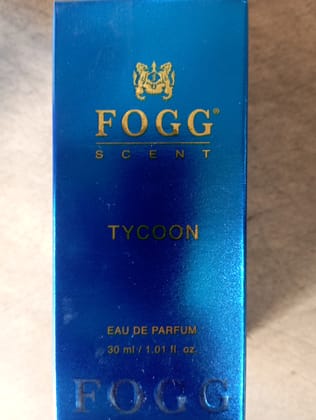 FOGG®
SCENT
TYCOON
EAU DE PARFUM
30 ml / 1.01 fl. oz.
FOGG